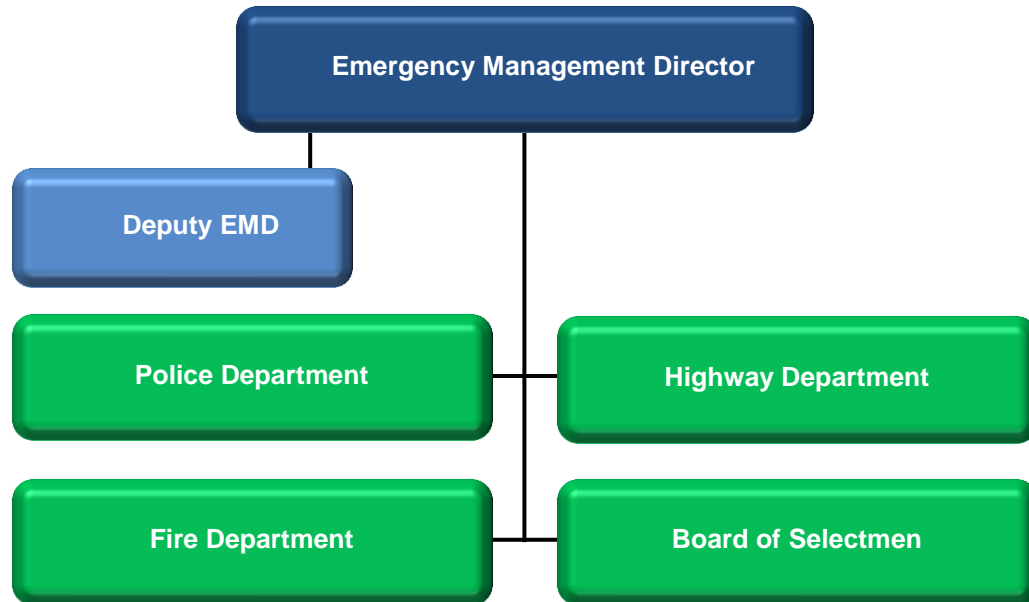 Emergency Management Director
Deputy EMD
Police Department
Highway Department
Fire Department
Board of Selectmen